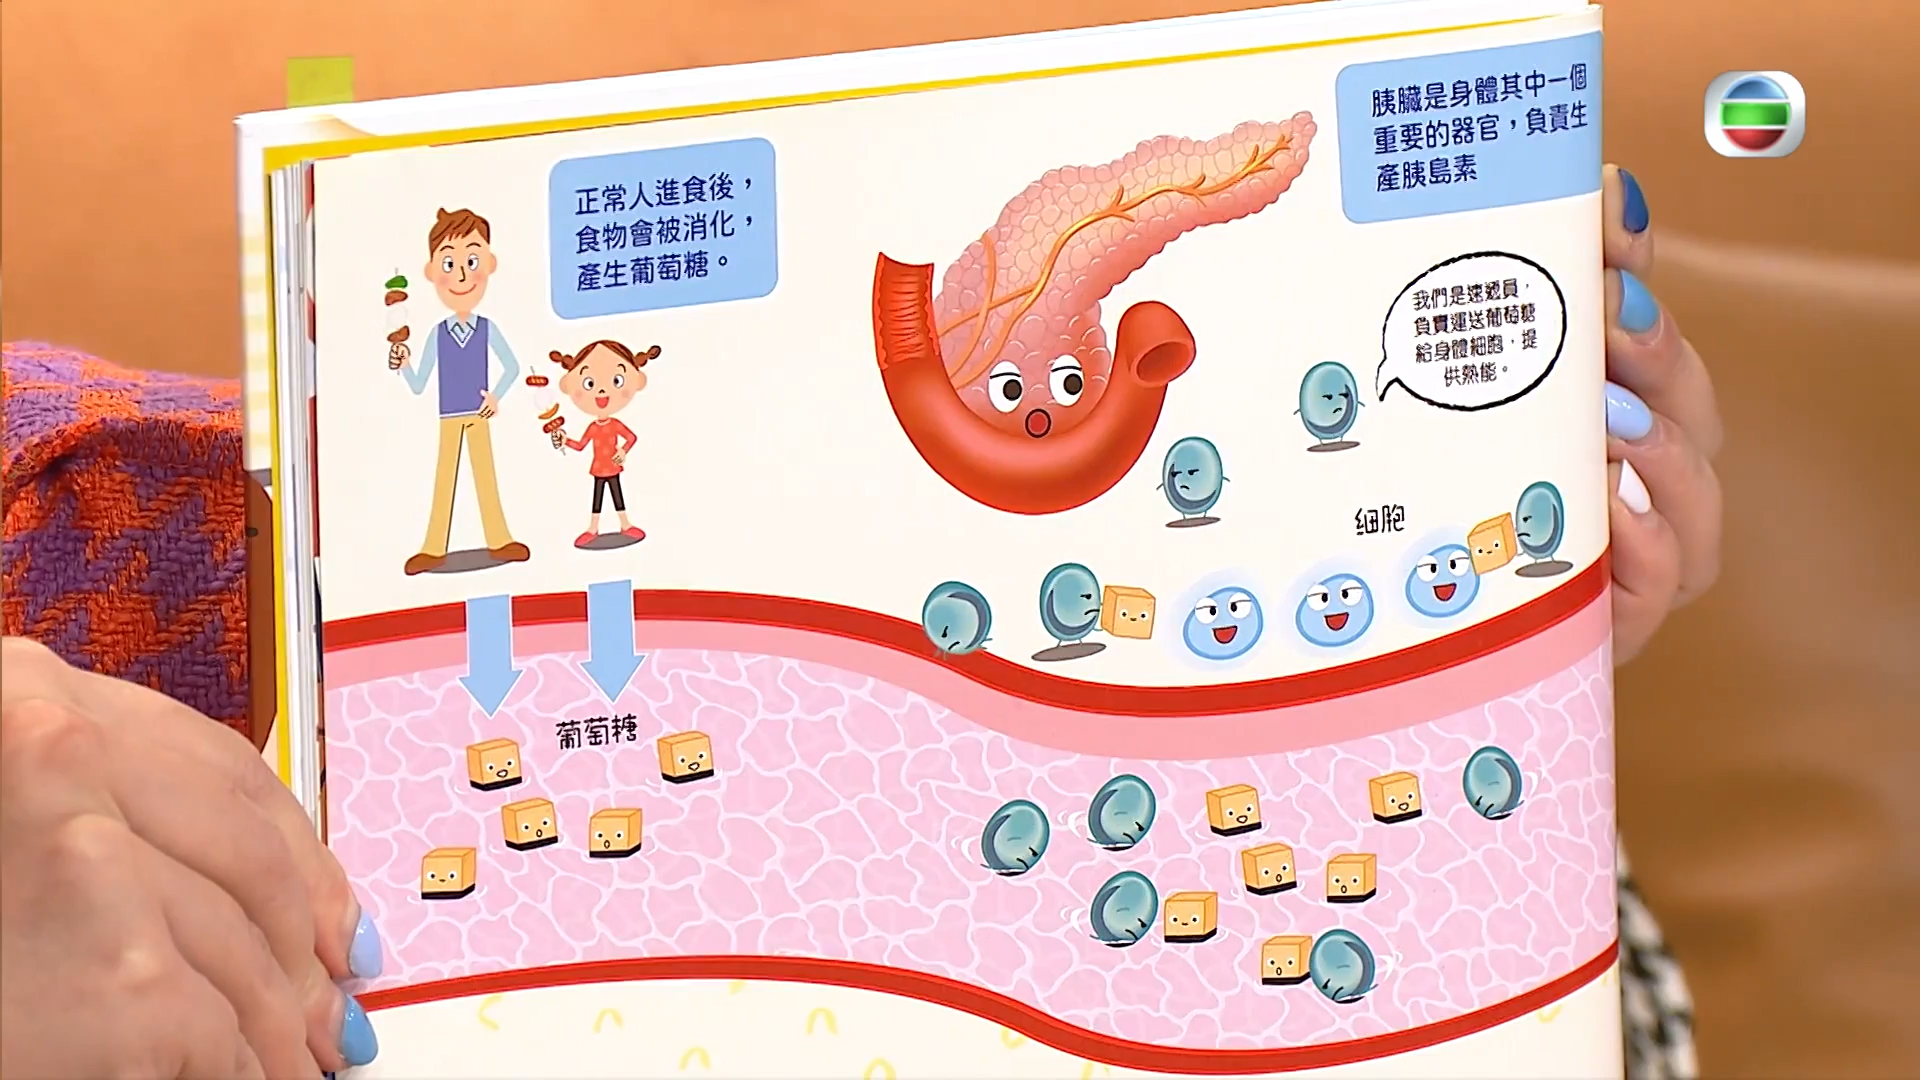 正常人進食後，
食物會被消化，
產生葡萄糖。
胰臟是身體其中一個
重要的器官，負責生
產胰島素
我們是速遞員，
負責運送葡萄糖
給身體細胞，提
供熱能。
細胞
葡萄糖